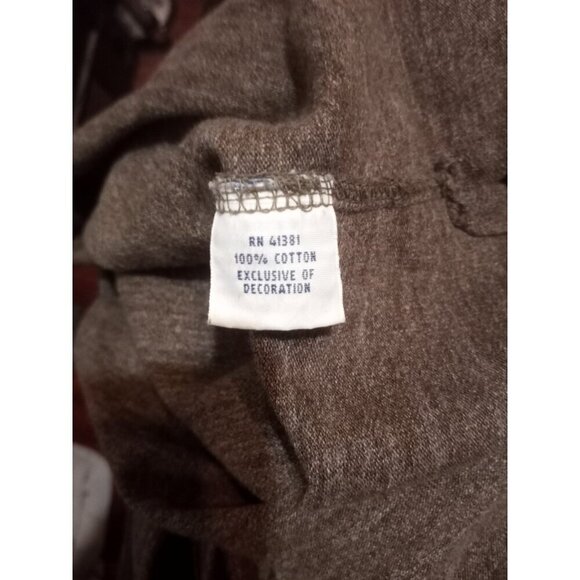 RN 41381
100% COTTON
EXCLUSIVE OF
DECORATION